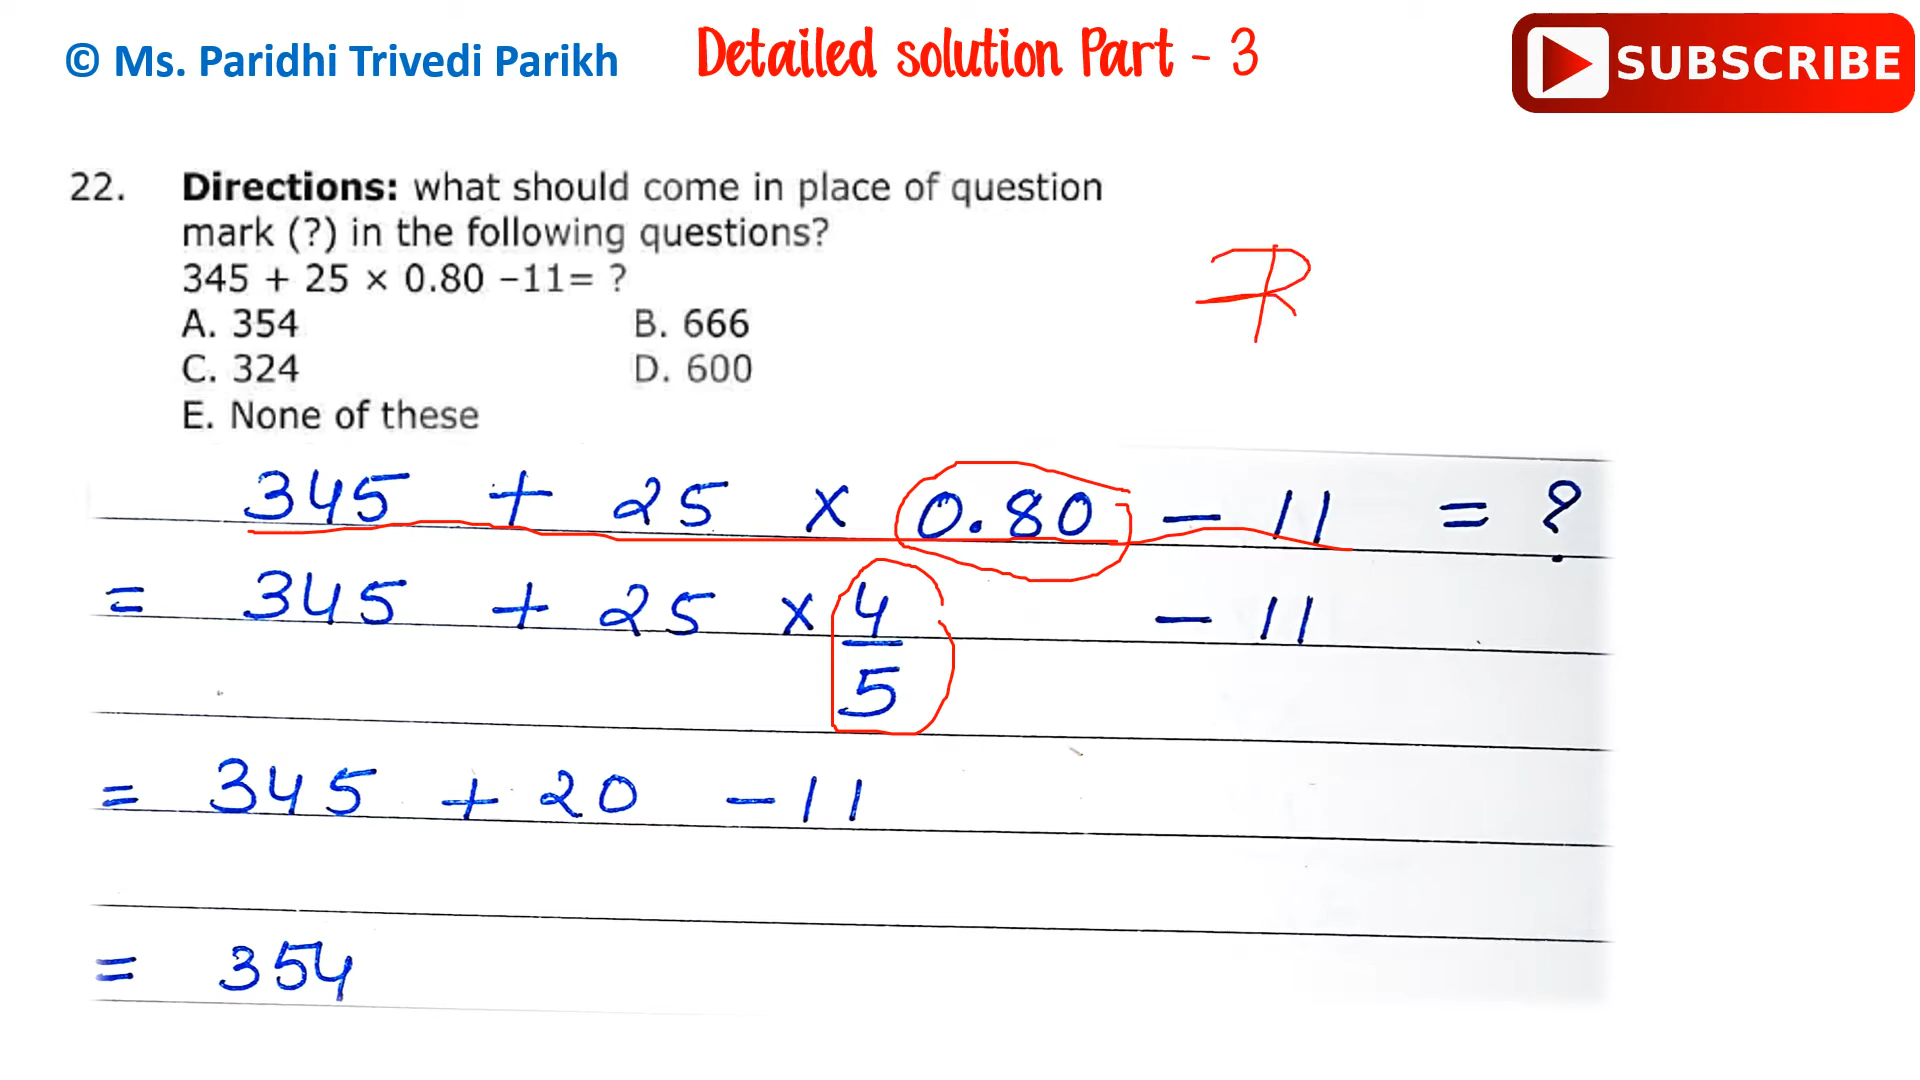 © Ms. Paridhi Trivedi Parikh Detailed solution Part - 3 SUBSCRIBE
22. Directions: what should come in place of question
mark (?) in the following questions?
345 + 25 × 0.80 –11= ?
A. 354 B. 666
C. 324 D. 600
E. None of these
345 + 25 × 0.80 - 11 = ?
= 345 + 25 × 4/5 - 11
= 345 + 20 - 11
= 354